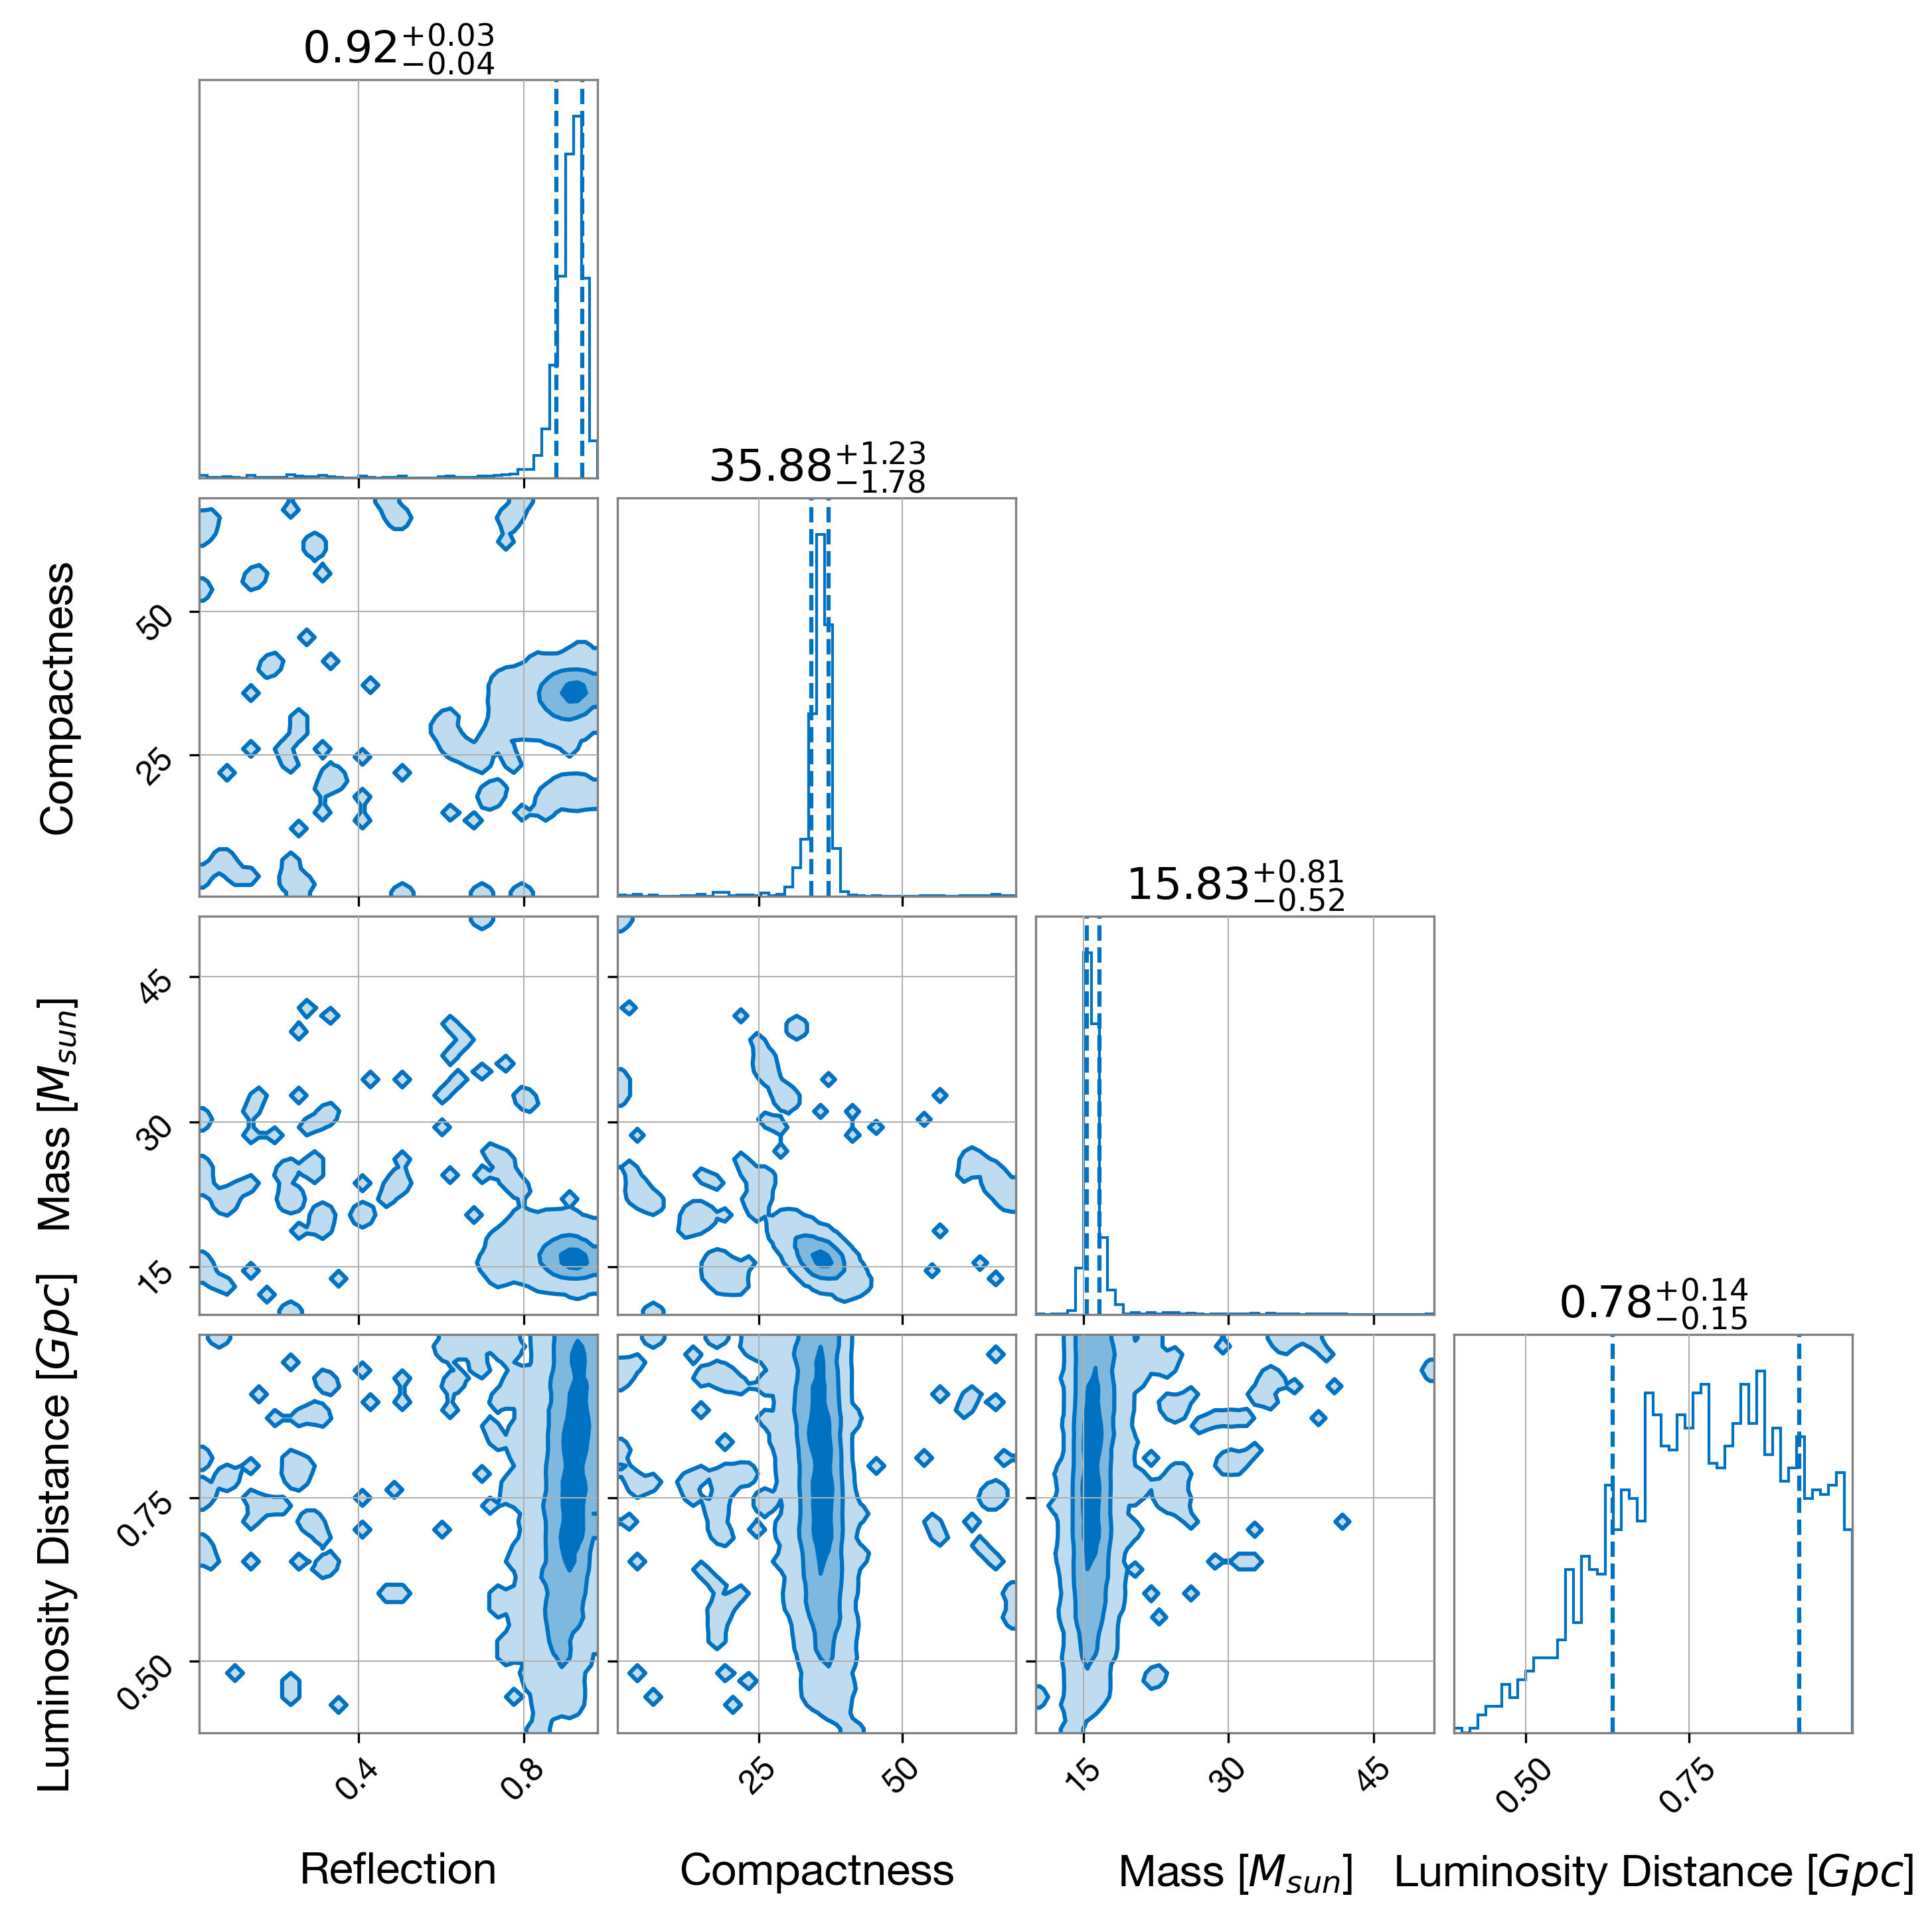 0.92+0.03−0.04
35.88+1.23−1.78
Compactness
50
25
15.83+0.81−0.52
Mass [Msun]
45
30
15
0.78+0.14−0.15
Luminosity Distance [Gpc]
0.75
0.50
0.4
0.8
25
50
15
30
45
0.50
0.75
Reflection
Compactness
Mass [Msun]
Luminosity Distance [Gpc]